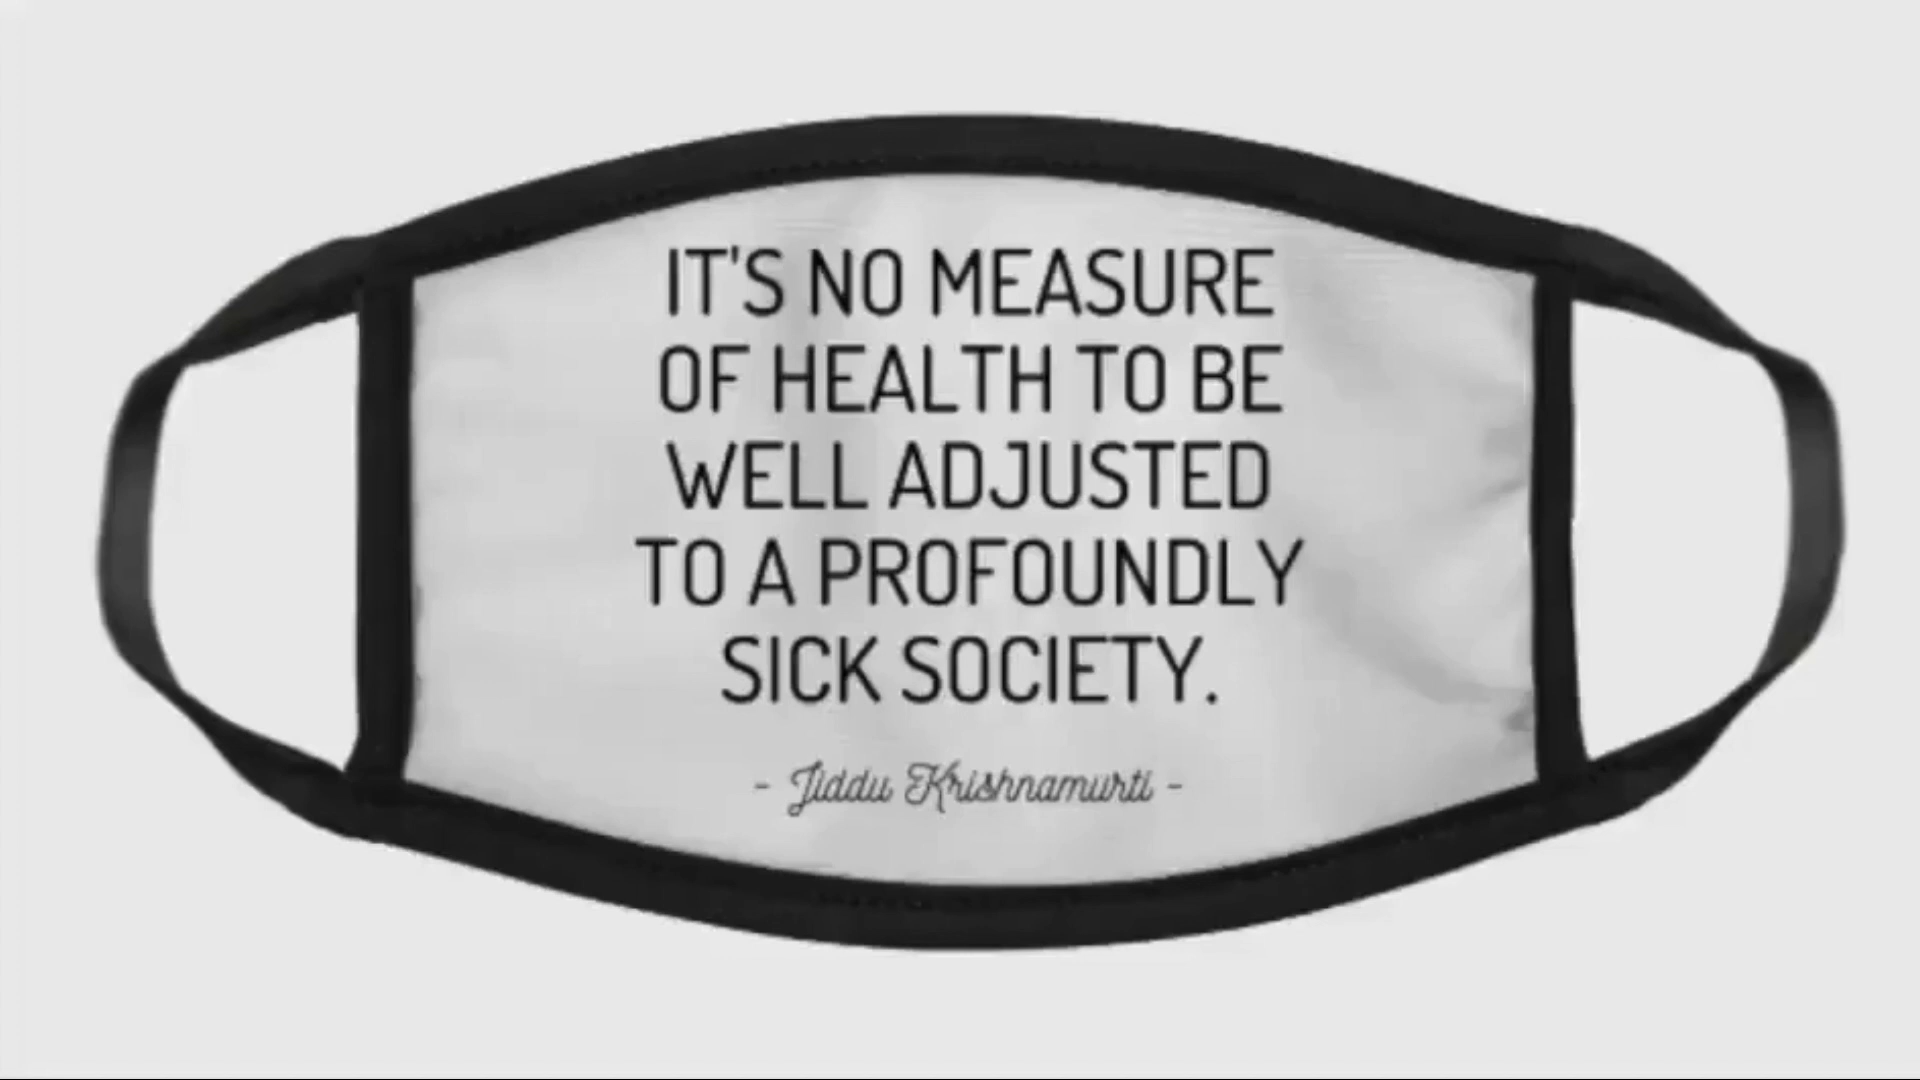 IT'S NO MEASURE
OF HEALTH TO BE
WELL ADJUSTED
TO A PROFOUNDLY
SICK SOCIETY.
- Jiddu Krishnamurti -